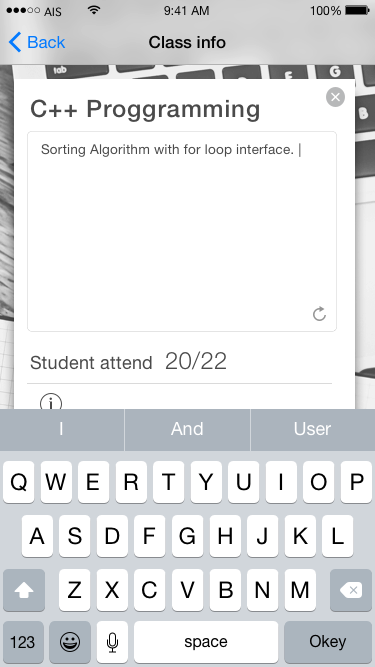 ●●●○○ AIS 9:41 AM 100%
Back Class info
tab F G
B
C++ Proggramming
Sorting Algorithm with for loop interface. |
Student attend 20/22
I And User
Q W E R T Y U I O P
A S D F G H J K L
Z X C V B N M
123 space Okey